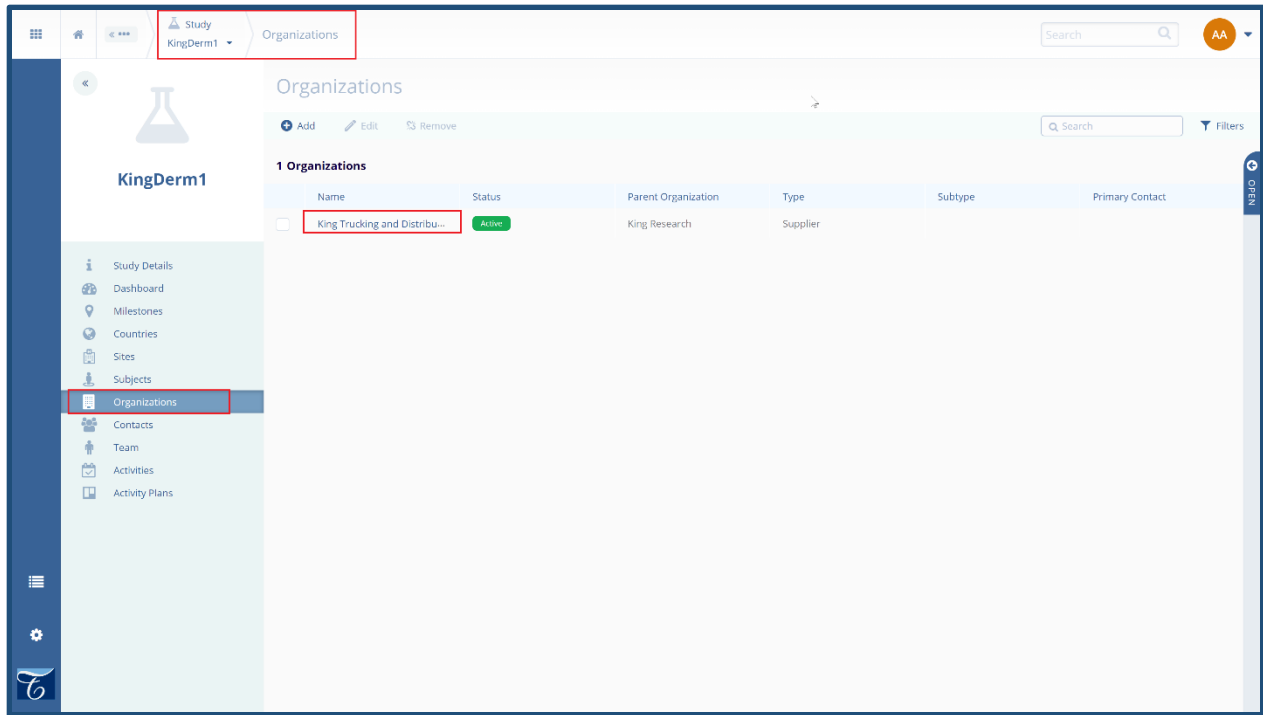 Study
KingDerm1
Organizations
Search
AA
Organizations
Add Edit Remove
Search
Filters
KingDerm1
1 Organizations
OPEN
Name Status Parent Organization Type Subtype Primary Contact
King Trucking and Distribu... Active King Research Supplier
Study Details
Dashboard
Milestones
Countries
Sites
Subjects
Organizations
Contacts
Team
Activities
Activity Plans